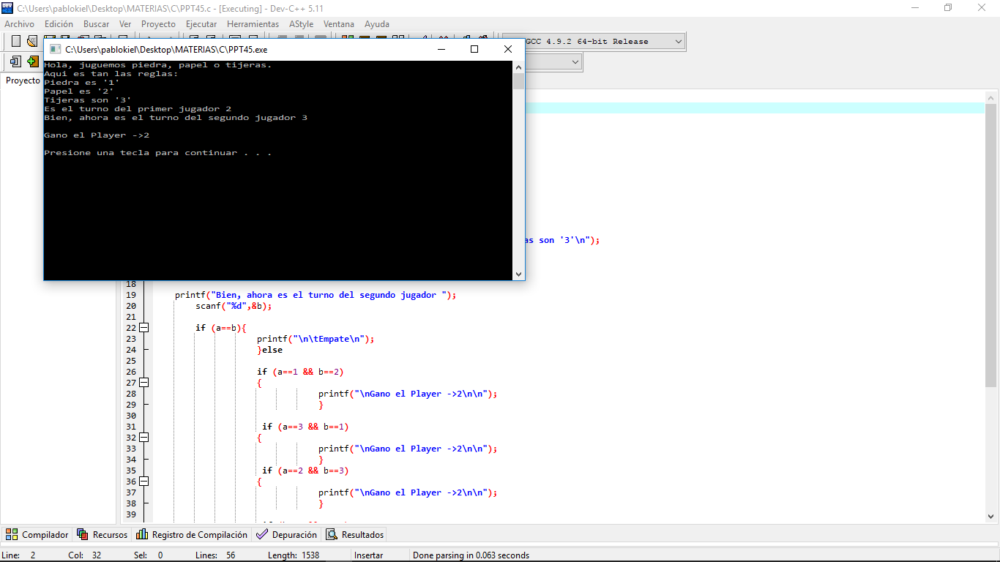 C:\Users\pablokiel\Desktop\MATERIAS\C\PPT45.c - [Executing] - Dev-C++ 5.11
Archivo Edición Buscar Ver Proyecto Ejecutar Herramientas AStyle Ventana Ayuda
GCC 4.9.2 64-bit Release
Proyecto
C:\Users\pablokiel\Desktop\MATERIAS\C\PPT45.exe
Hola, juguemos piedra, papel o tijeras.
Aqui es tan las reglas:
Piedra es '1'
Papel es '2'
Tijeras son '3'
Es el turno del primer jugador 2
Bien, ahora es el turno del segundo jugador 3
Gano el Player ->2
Presione una tecla para continuar . . .
as son '3'\n");
18
19 printf("Bien, ahora es el turno del segundo jugador ");
20 scanf("%d",&b);
21
22 if (a==b){
23 printf("\n\tEmpate\n");
24 }else
25
26 if (a==1 && b==2)
27 {
28 printf("\nGano el Player ->2\n\n");
29 }
30
31 if (a==3 && b==1)
32 {
33 printf("\nGano el Player ->2\n\n");
34 }
35 if (a==2 && b==3)
36 {
37 printf("\nGano el Player ->2\n\n");
38 }
39
Compilador Recursos Registro de Compilación Depuración Resultados
Line: 2 Col: 32 Sel: 0 Lines: 56 Length: 1538 Insertar Done parsing in 0.063 seconds